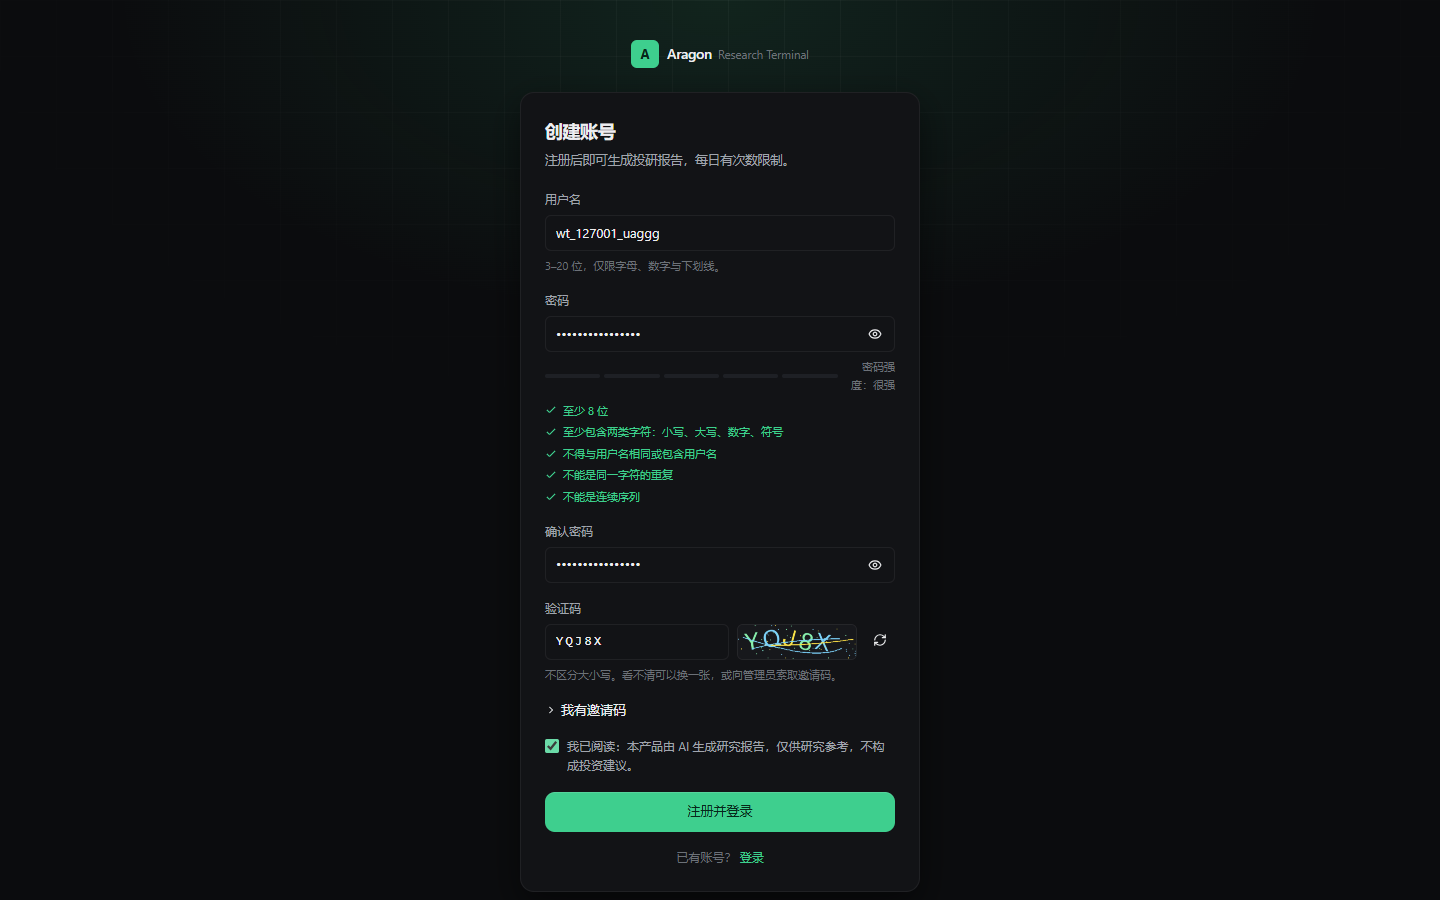 A Aragon Research Terminal
创建账号
注册后即可生成投研报告，每日有次数限制。
用户名
wt_127001_uaggg
3–20 位，仅限字母、数字与下划线。
密码
••••••••••••••••
密码强
度：很强
至少 8 位
至少包含两类字符：小写、大写、数字、符号
不得与用户名相同或包含用户名
不能是同一字符的重复
不能是连续序列
确认密码
••••••••••••••••
验证码
YQJ8X YQJ8X
不区分大小写。看不清可以换一张，或向管理员索取邀请码。
我有邀请码
我已阅读：本产品由 AI 生成研究报告，仅供研究参考，不构
成投资建议。
注册并登录
已有账号？ 登录